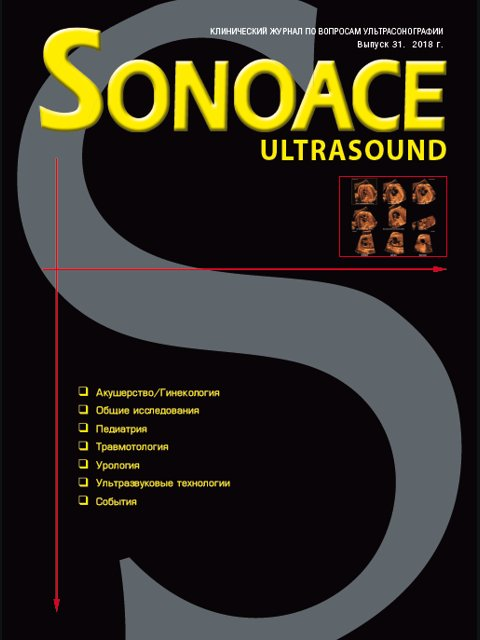 КЛИНИЧЕСКИЙ ЖУРНАЛ ПО ВОПРОСАМ УЛЬТРАСОНОГРАФИИ
Выпуск 31. 2018 г.
SONOACE
ULTRASOUND
Акушерство/Гинекология
Общие исследования
Педиатрия
Травмотология
Урология
Ультразвуковые технологии
События